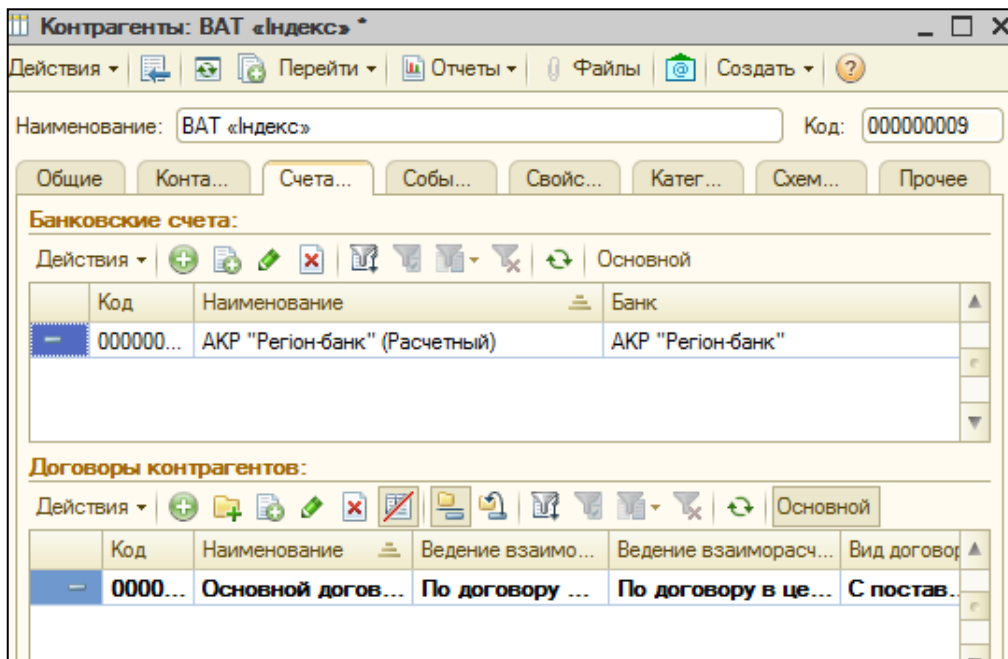 Контрагенты: ВАТ «Індекс» *
Действия Перейти Отчеты Файлы Создать
Наименование: ВАТ «Індекс» Код: 000000009
Общие Конта... Счета... Собы... Свойс... Катег... Схем... Прочее
Банковские счета:
Действия Основной
Код Наименование Банк
000000... АКР "Регіон-банк" (Расчетный) АКР "Регіон-банк"
Договоры контрагентов:
Действия Основной
Код Наименование Ведение взаимо... Ведение взаиморасч... Вид договор
0000... Основной догов... По договору ... По договору в це... С постав...